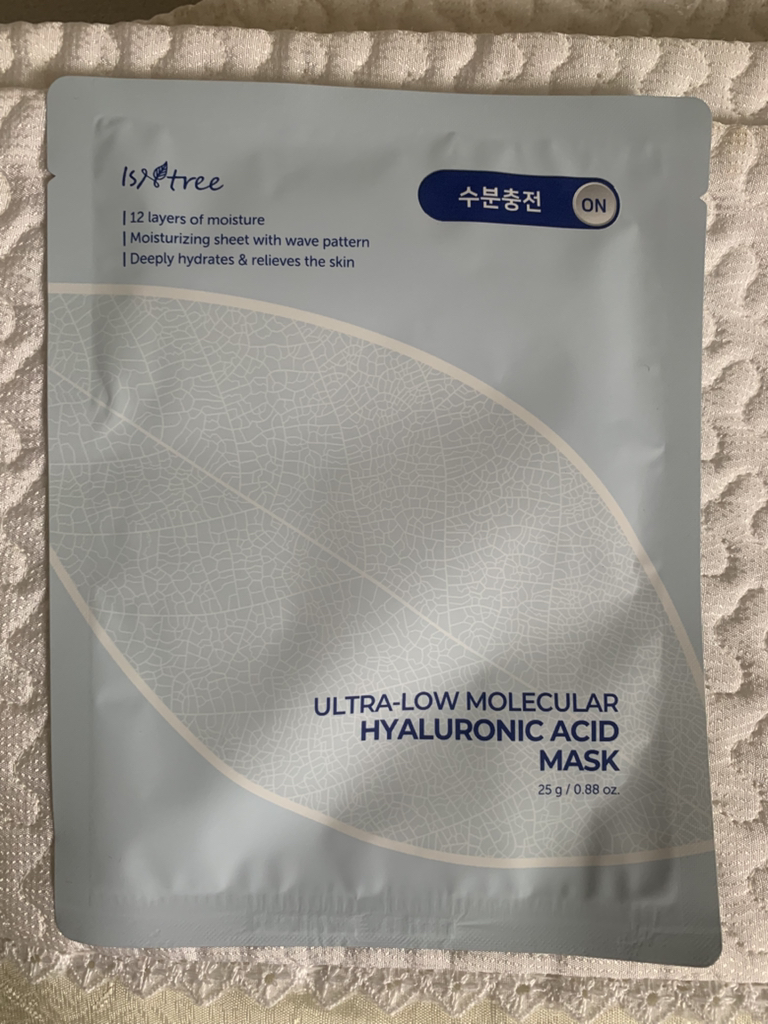 Isntree
| 12 layers of moisture
| Moisturizing sheet with wave pattern
| Deeply hydrates & relieves the skin
수분충전 ON
ULTRA-LOW MOLECULAR
HYALURONIC ACID
MASK
25 g / 0.88 oz.